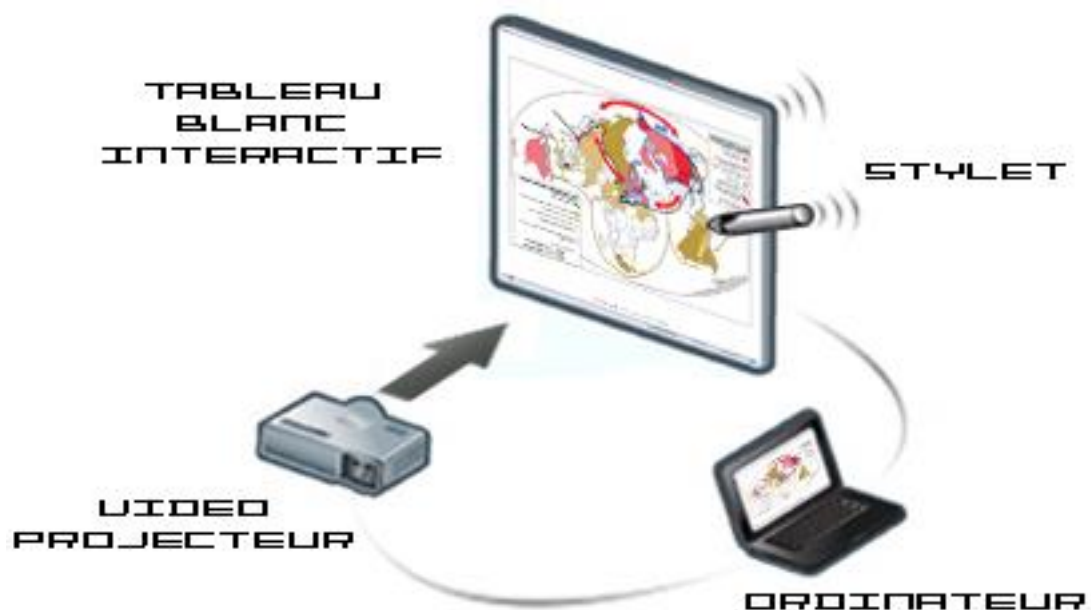 TABLEAU
BLANC
INTERACTIF
STYLET
VIDEO
PROJECTEUR
ORDINATEUR